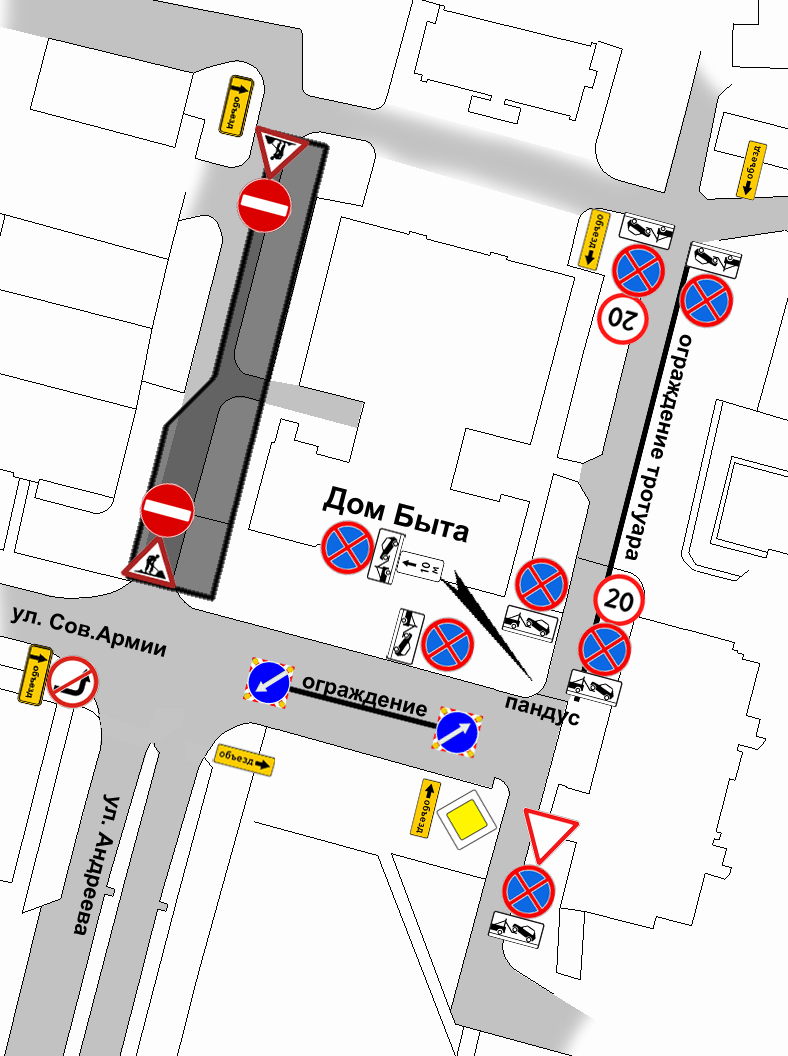 объезд
объезд
объезд
20
ограждение тротуара
Дом Быта
10
м
20
ул. Сов.Армии
объезд
ограждение
пандус
объезд
объезд
ул. Андреева